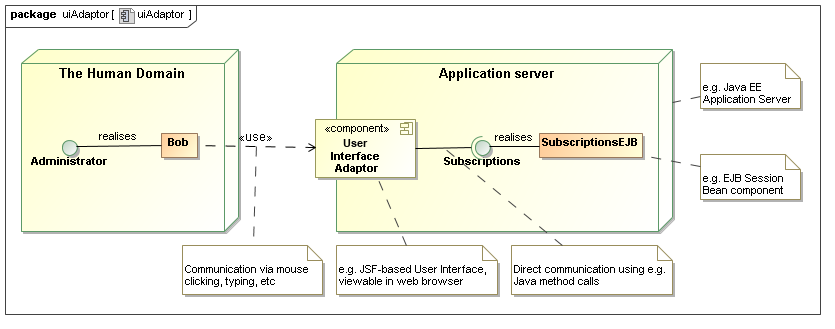 package uiAdaptor [ uiAdaptor ]
The Human Domain
Application server
e.g. Java EE
Application Server
realises
Bob
Administrator
«use»
«component»
User
Interface
Adaptor
realises
Subscriptions
SubscriptionsEJB
e.g. EJB Session
Bean component
Communication via mouse
clicking, typing, etc
e.g. JSF-based User Interface,
viewable in web browser
Direct communication using e.g.
Java method calls